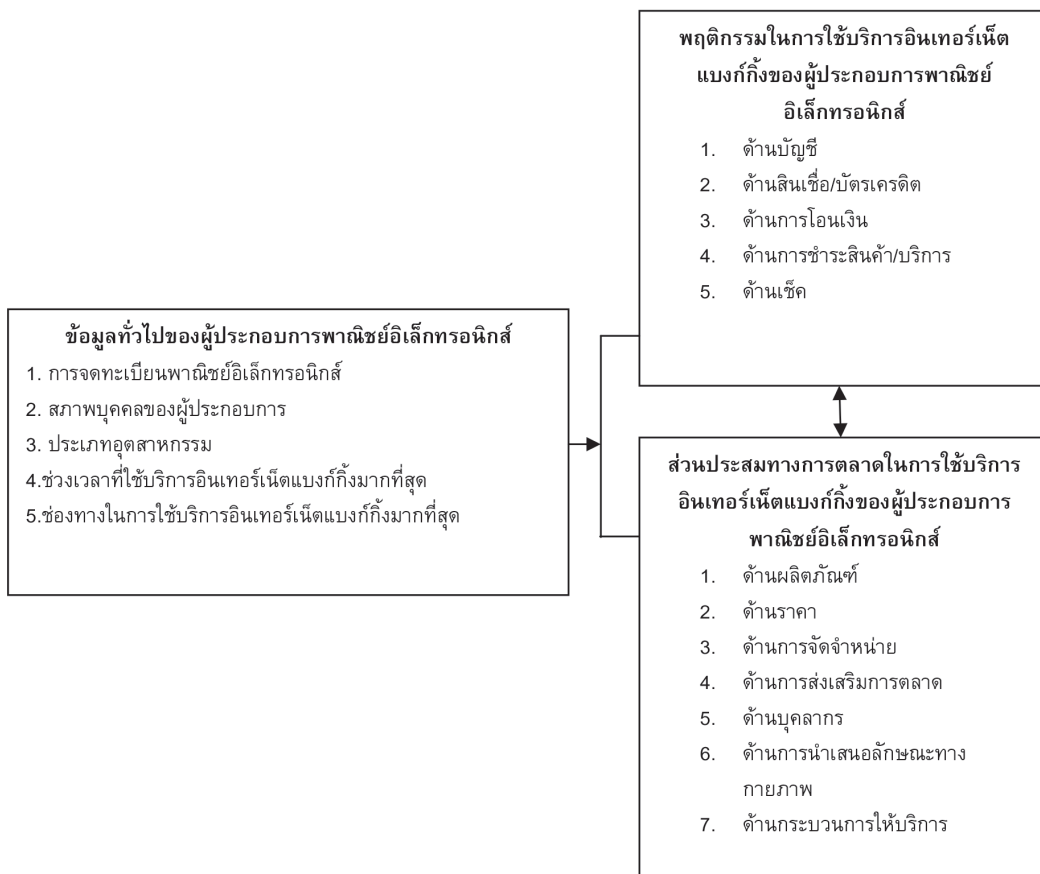 พฤติกรรมในการใช้บริการอินเทอร์เน็ต
แบงก์กิ้งของผู้ประกอบการพาณิชย์
อิเล็กทรอนิกส์
1. ด้านบัญชี
2. ด้านสินเชื่อ/บัตรเครดิต
3. ด้านการโอนเงิน
4. ด้านการชำระสินค้า/บริการ
5. ด้านเช็ค
ข้อมูลทั่วไปของผู้ประกอบการพาณิชย์อิเล็กทรอนิกส์
1. การจดทะเบียนพาณิชย์อิเล็กทรอนิกส์
2. สภาพบุคคลของผู้ประกอบการ
3. ประเภทอุตสาหกรรม
4.ช่วงเวลาที่ใช้บริการอินเทอร์เน็ตแบงก์กิ้งมากที่สุด
5.ช่องทางในการใช้บริการอินเทอร์เน็ตแบงก์กิ้งมากที่สุด
ส่วนประสมทางการตลาดในการใช้บริการ
อินเทอร์เน็ตแบงก์กิ้งของผู้ประกอบการ
พาณิชย์อิเล็กทรอนิกส์
1. ด้านผลิตภัณฑ์
2. ด้านราคา
3. ด้านการจัดจำหน่าย
4. ด้านการส่งเสริมการตลาด
5. ด้านบุคลากร
6. ด้านการนำเสนอลักษณะทาง
กายภาพ
7. ด้านกระบวนการให้บริการ